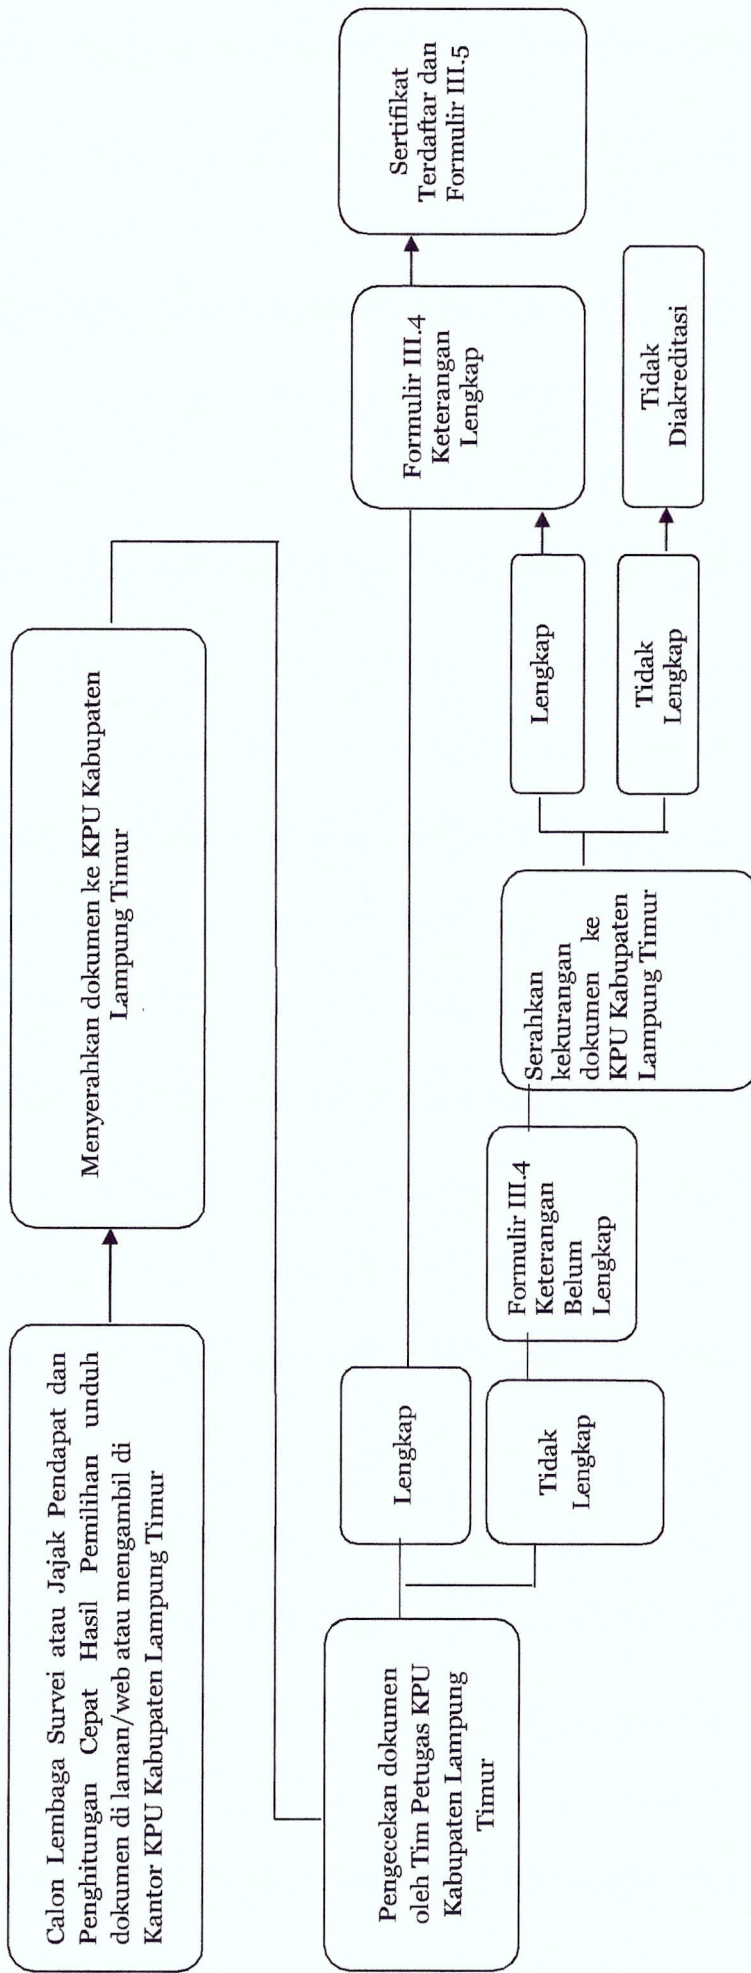 Calon Lembaga Survei atau Jajak Pendapat dan
Penghitungan Cepat Hasil Pemilihan unduh
dokumen di laman/web atau mengambil di
Kantor KPU Kabupaten Lampung Timur
Menyerahkan dokumen ke KPU Kabupaten
Lampung Timur
Pengecekan dokumen
oleh Tim Petugas KPU
Kabupaten Lampung
Timur
Lengkap
Tidak
Lengkap
Formulir III.4
Keterangan
Belum
Lengkap
Serahkan
kekurangan
dokumen ke
KPU Kabupaten
Lampung Timur
Lengkap
Tidak
Lengkap
Formulir III.4
Keterangan
Lengkap
Tidak
Diakreditasi
Sertifikat
Terdaftar dan
Formulir III.5